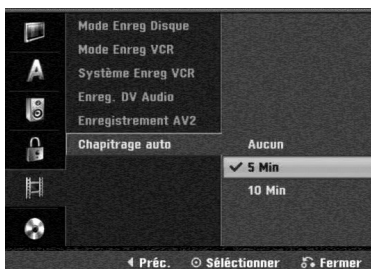 Mode Enreg Disque
Mode Enreg VCR
Système Enreg VCR
Enreg. DV Audio
Enregistrement AV2
Chapitrage auto
Aucun
5 Min
10 Min
Préc. Séléctionner Fermer